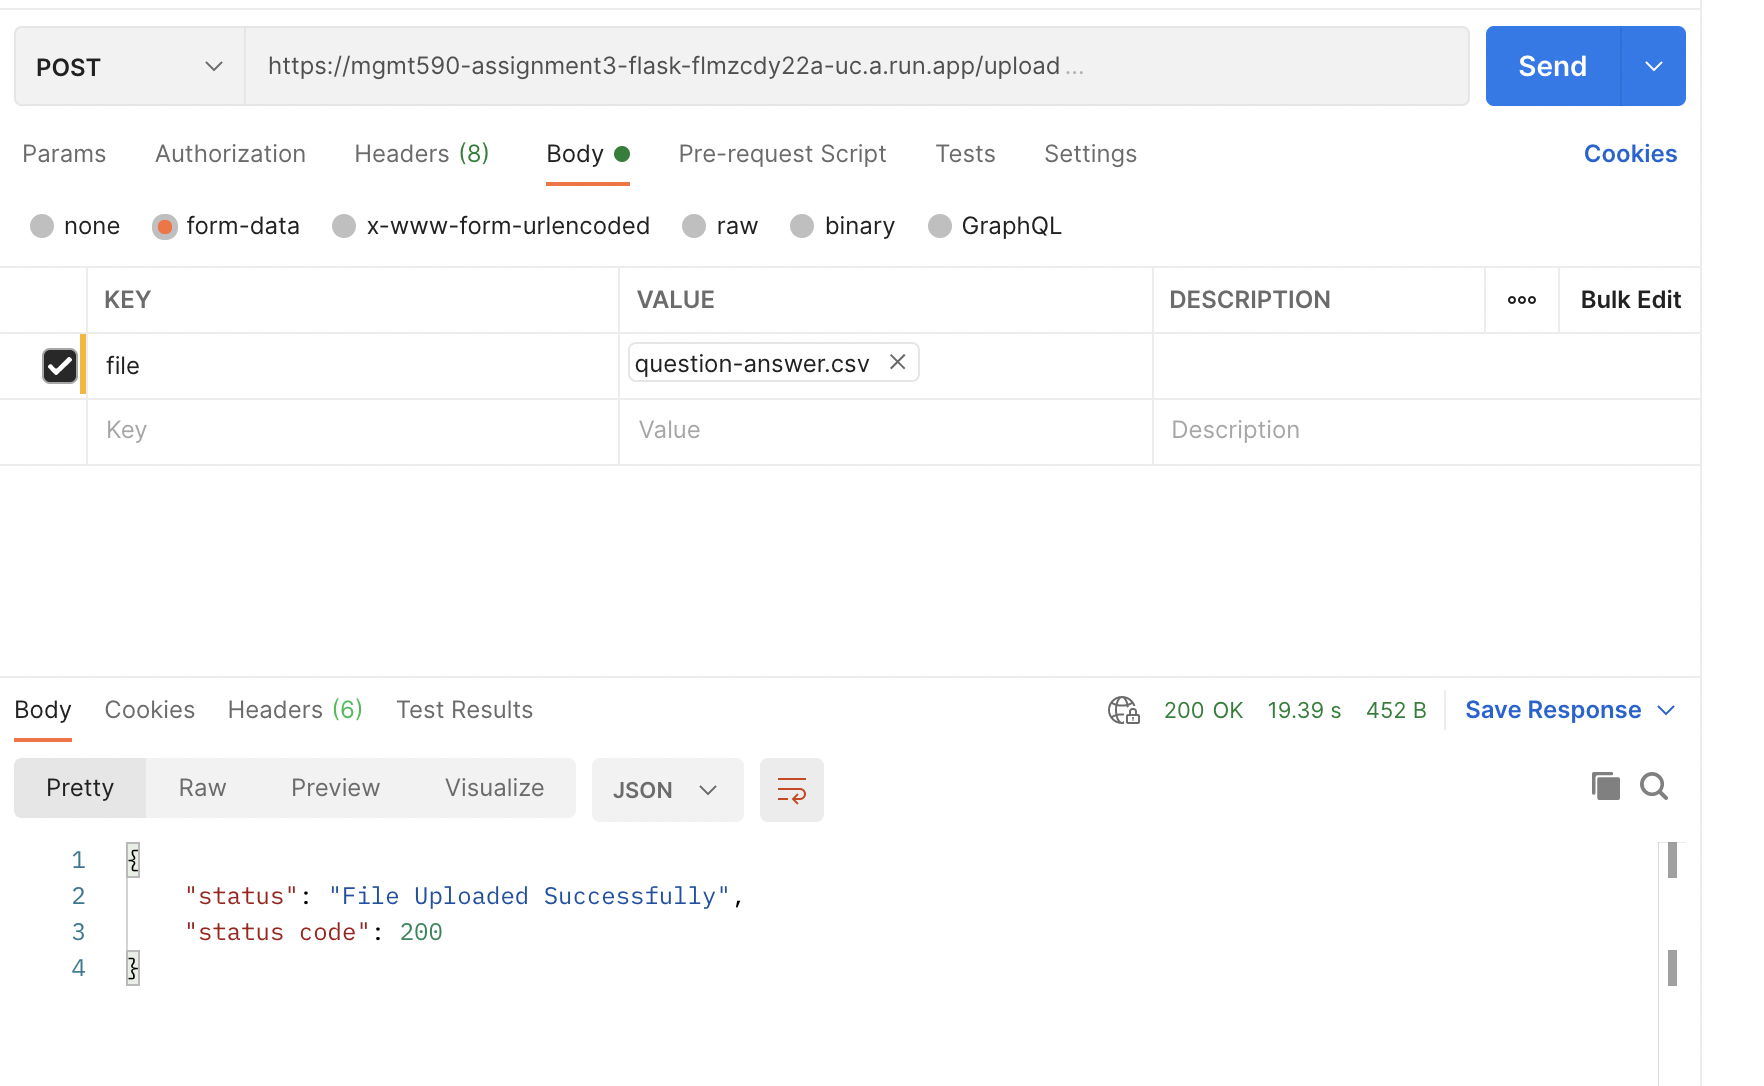 POST https://mgmt590-assignment3-flask-flmzcdy22a-uc.a.run.app/upload ... Send
Params Authorization Headers (8) Body Pre-request Script Tests Settings Cookies
none form-data x-www-form-urlencoded raw binary GraphQL
KEY VALUE DESCRIPTION ooo Bulk Edit
file question-answer.csv
Key Value Description
Body Cookies Headers (6) Test Results 200 OK 19.39 s 452 B Save Response
Pretty Raw Preview Visualize JSON
1 {
2 "status": "File Uploaded Successfully",
3 "status code": 200
4 }